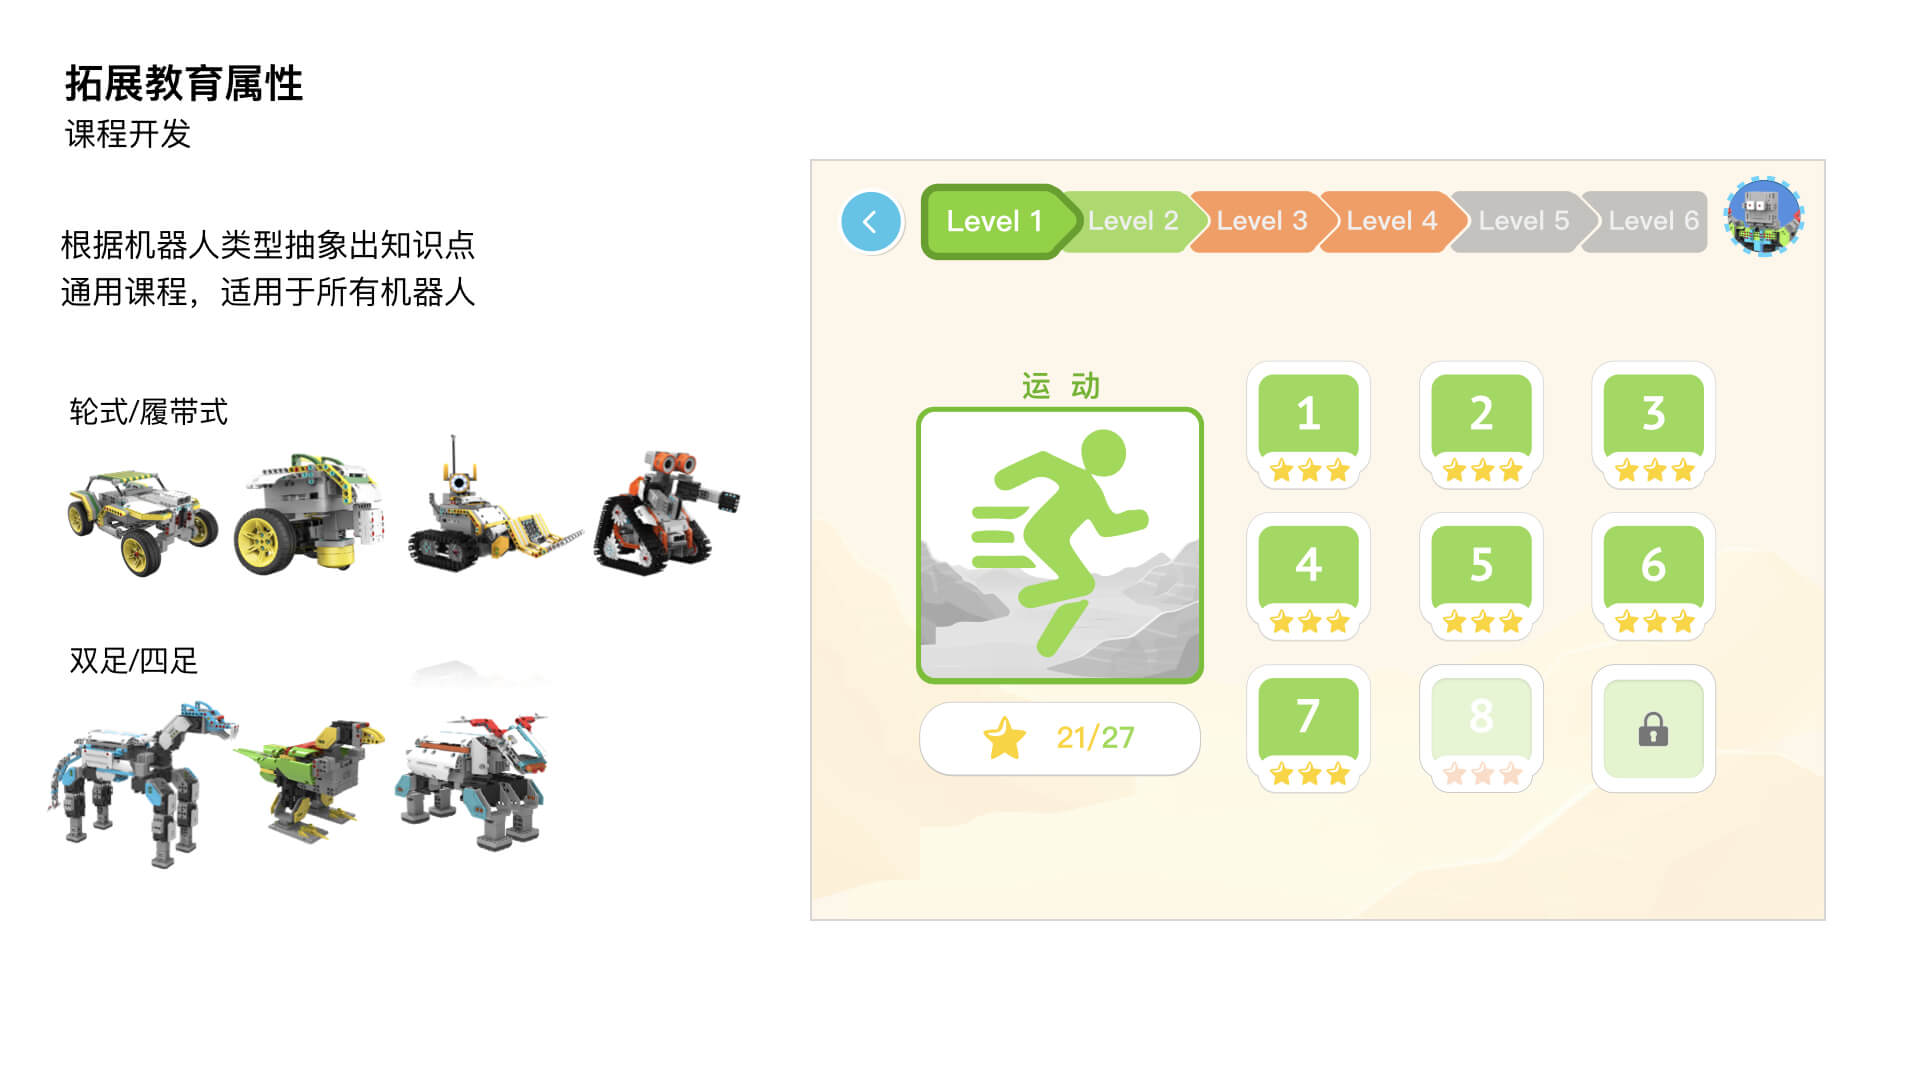 拓展教育属性
课程开发
根据机器人类型抽象出知识点
通用课程，适用于所有机器人
轮式/履带式
双足/四足
Level 1
Level 2
Level 3
Level 4
Level 5
Level 6
运 动
21/27
1
2
3
4
5
6
7
8